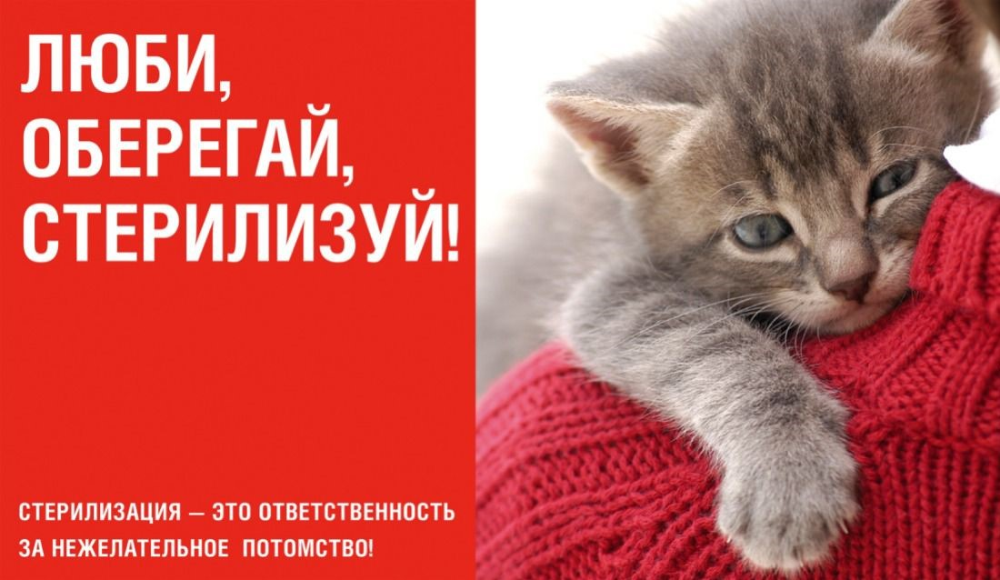 ЛЮБИ,
ОБЕРЕГАЙ,
СТЕРИЛИЗУЙ!
СТЕРИЛИЗАЦИЯ – ЭТО ОТВЕТСТВЕННОСТЬ
ЗА НЕЖЕЛАТЕЛЬНОЕ ПОТОМСТВО!